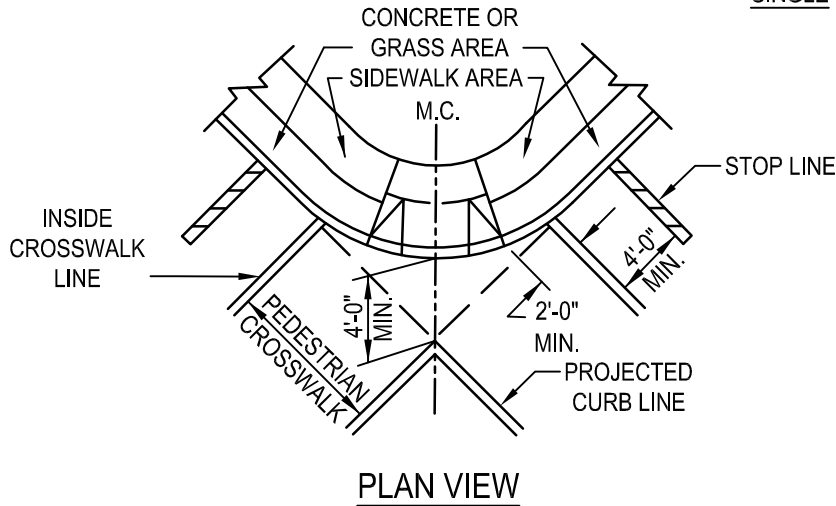 SINGLE
CONCRETE OR
GRASS AREA
SIDEWALK AREA
M.C.
STOP LINE
INSIDE
CROSSWALK
LINE
4'-0"
MIN.
4'-0"
MIN.
2'-0"
MIN.
PEDESTRIAN
CROSSWALK
PROJECTED
CURB LINE
PLAN VIEW